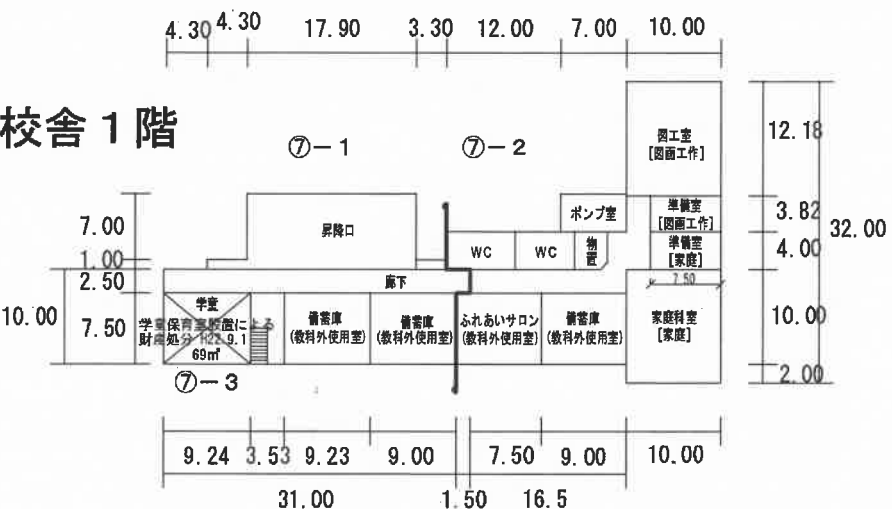 4.30 4.30 17.90 3.30 12.00 7.00 10.00
校舎1階
⑦-1
⑦-2
図工室
[図画工作]
12.18
7.00
1.00
2.50
10.00
7.50
昇降口
ポンプ室
準備室
[図画工作]
3.82
32.00
WC
WC
物置
準備室
[家庭]
4.00
廊下
7.50
学童
学童保育室設置による
財産処分 H22.9.1
69㎡
備蓄庫
(教科外使用室)
備蓄庫
(教科外使用室)
ふれあいサロン
(教科外使用室)
備蓄庫
(教科外使用室)
家庭科室
[家庭]
10.00
2.00
⑦-3
9.24 3.53 9.23 9.00 7.50 9.00 10.00
31.00 1.50 16.5